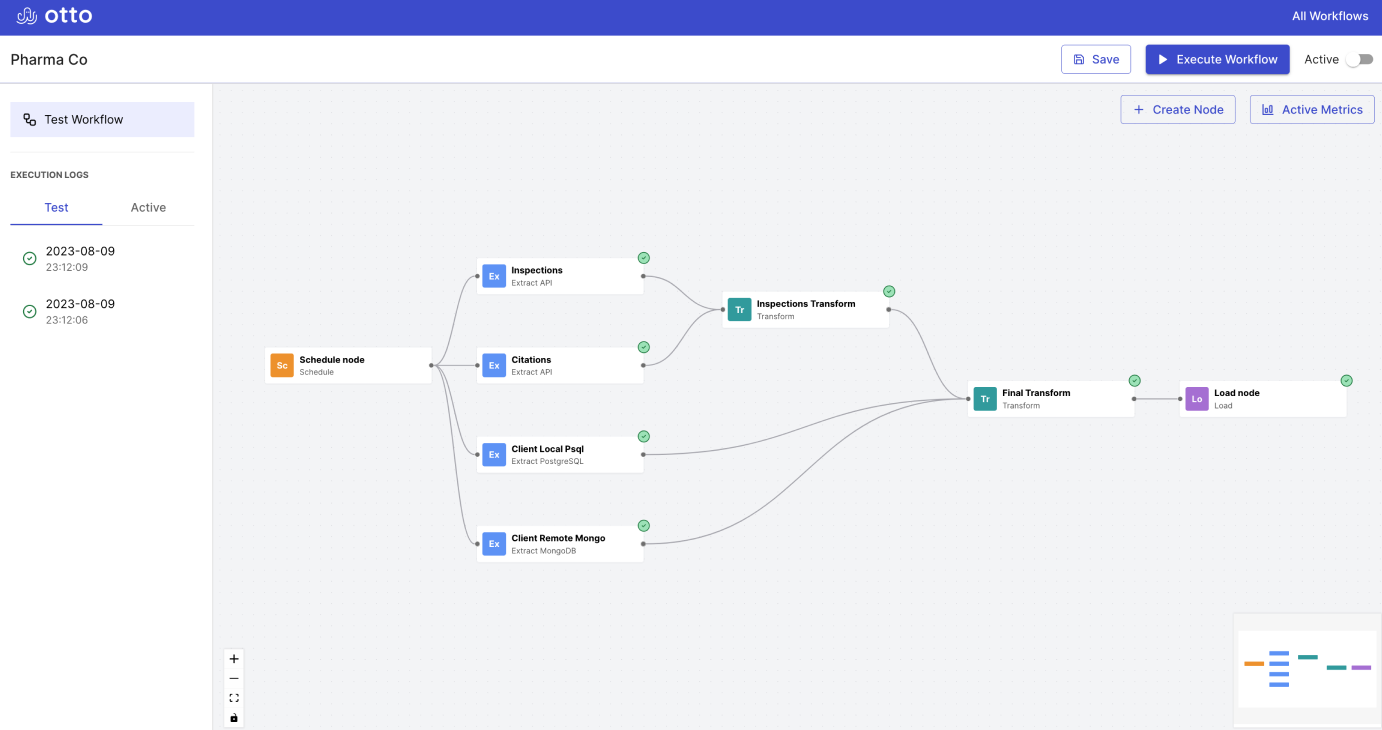 otto
All Workflows
Pharma Co
Save
Execute Workflow
Active
Test Workflow
EXECUTION LOGS
Test
Active
2023-08-09
23:12:09
2023-08-09
23:12:06
Create Node
Active Metrics
Sc
Schedule node
Schedule
Ex
Inspections
Extract API
Ex
Citations
Extract API
Ex
Client Local Psql
Extract PostgreSQL
Ex
Client Remote Mongo
Extract MongoDB
Tr
Inspections Transform
Transform
Tr
Final Transform
Transform
Lo
Load node
Load